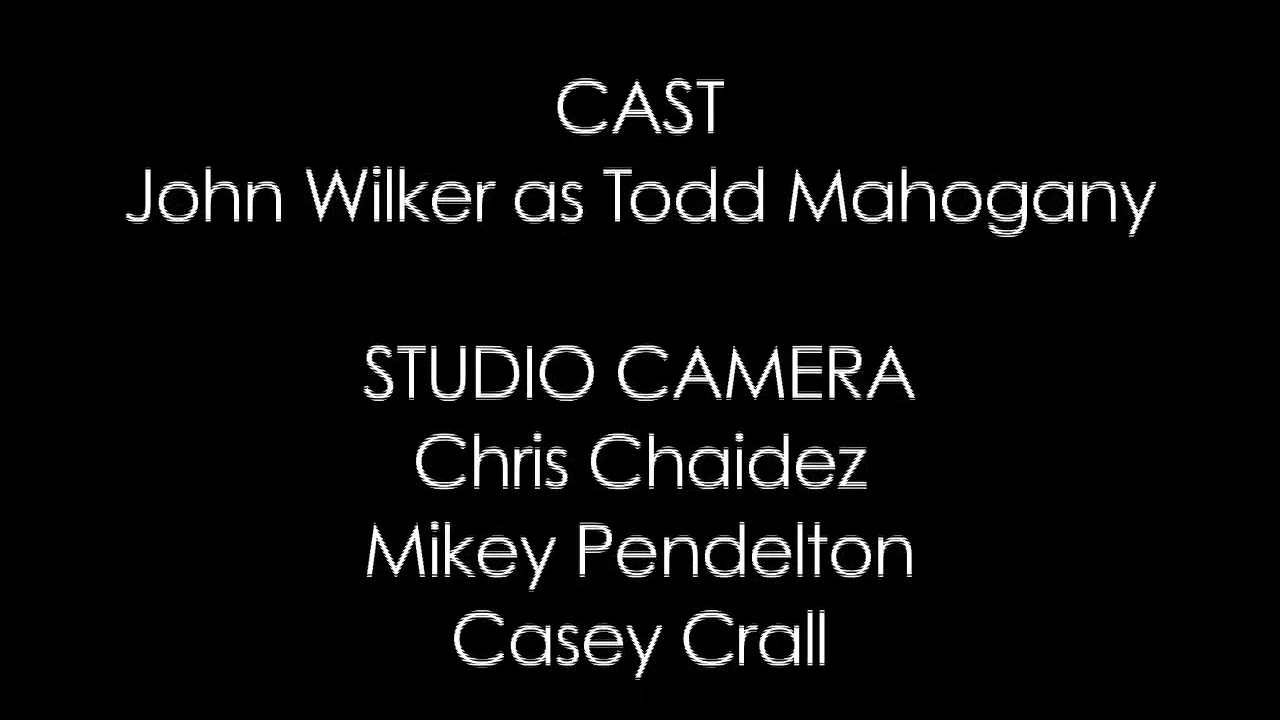 CAST
John Wilker as Todd Mahogany
STUDIO CAMERA
Chris Chaidez
Mikey Pendelton
Casey Crall